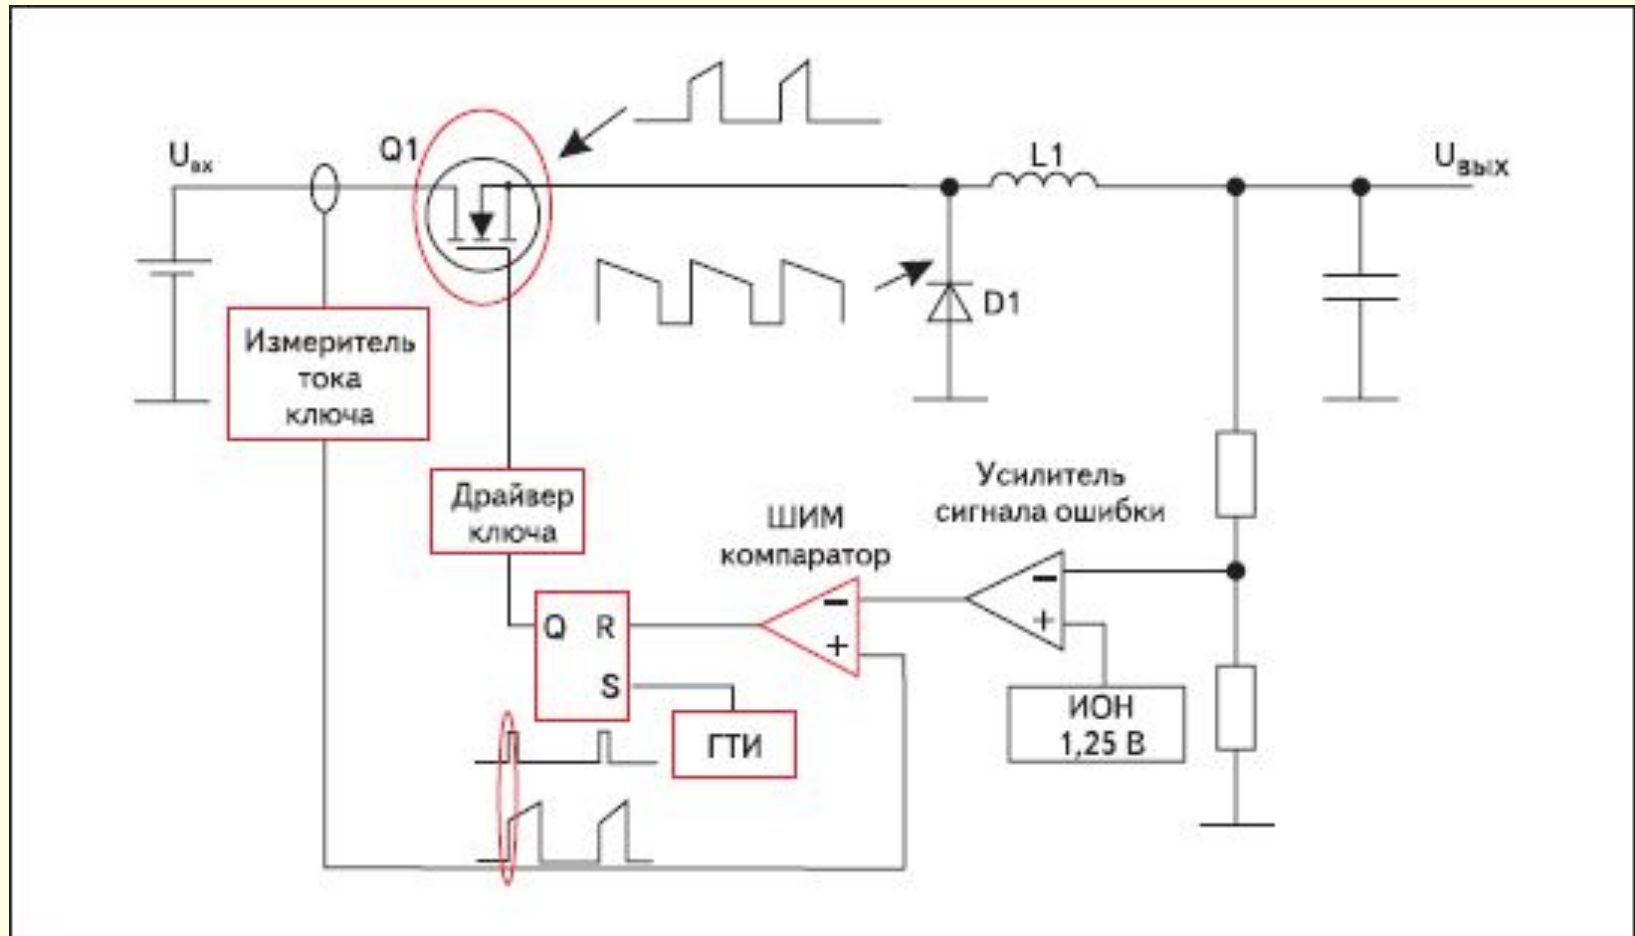 Uвх
Q1
L1
Uвых
D1
Измеритель
тока
ключа
Драйвер
ключа
Усилитель
сигнала ошибки
ШИМ
компаратор
−
+
−
+
Q R
S
ГТИ
ИОН
1,25 В